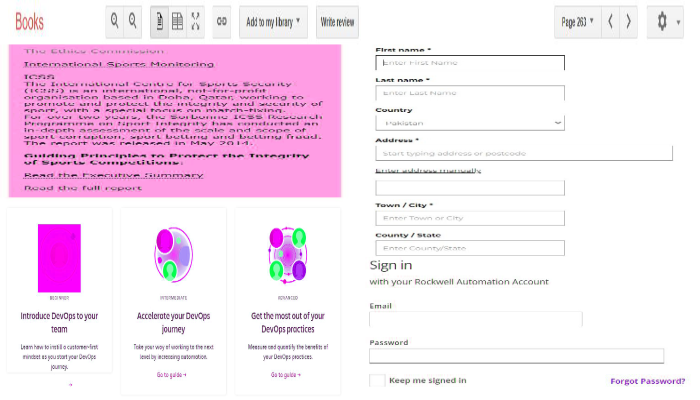 Books
Add to my library
Write review
Page 263
The Ethics Commission
International Sports Monitoring
ICSS
The International Centre for Sports Security
(ICSS) is an international, not-for-profit
organisation based in Doha, Qatar, working to
promote and protect the integrity and security of
sport, with a special focus on match-fixing.
For over two years, the Sorbonne-ICSS Research
Programme on Sport Integrity has conducted an
in-depth assessment of the scale and scope of
sport corruption, sport betting and betting fraud.
The report was released in May 2014.
Guiding Principles to Protect the Integrity
of Sports Competitions:
Read the Executive Summary
Read the full report
BEGINNER
Introduce DevOps to your
team
Learn how to instill a customer-first
mindset as you start your DevOps
journey.
→
INTERMEDIATE
Accelerate your DevOps
journey
Take your way of working to the next
level by increasing automation.
Go to guide →
ADVANCED
Get the most out of your
DevOps practices
Measure and quantify the benefits of
your DevOps practices.
Go to guide →
First name *
Enter First Name
Last name *
Enter Last Name
Country
Pakistan
Address *
Start typing address or postcode
Enter address manually
Town / City *
Enter Town or City
County / State
Enter County/State
Sign in
with your Rockwell Automation Account
Email
Password
Keep me signed in
Forgot Password?